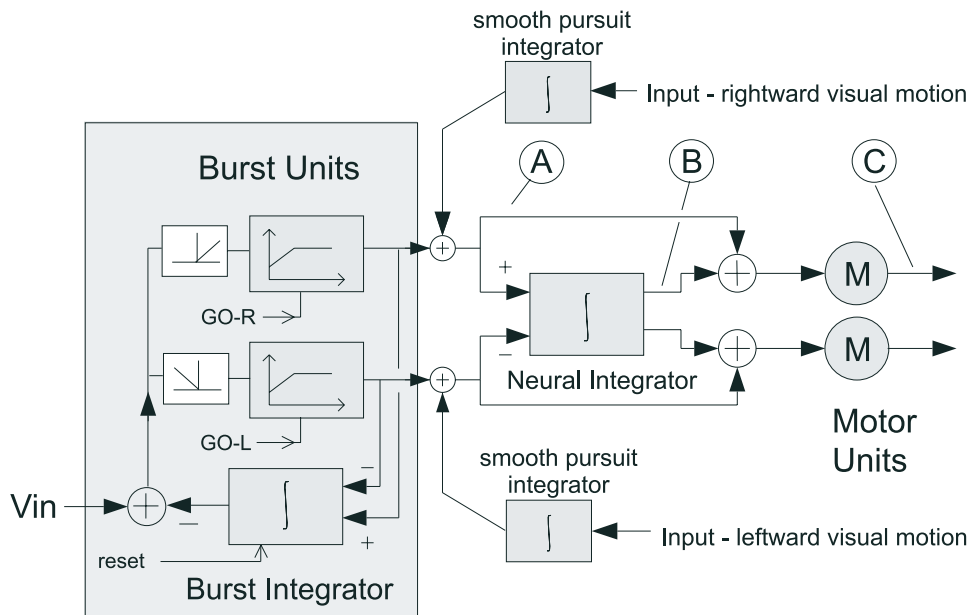 smooth pursuit
integrator
∫
Input - rightward visual motion
A
B
C
Burst Units
+
+
+
M
GO-R
∫
−
Neural Integrator
+
+
M
GO-L
Motor
Units
smooth pursuit
integrator
−
Vin
+
−
∫
+
∫
Input - leftward visual motion
reset
Burst Integrator